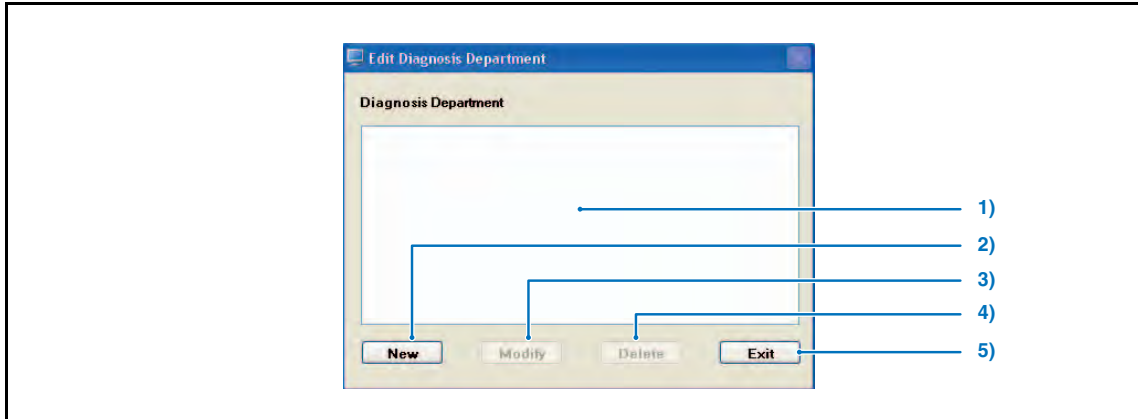 Edit Diagnosis Department
Diagnosis Department
1)
2)
3)
4)
New Modify Delete Exit 5)